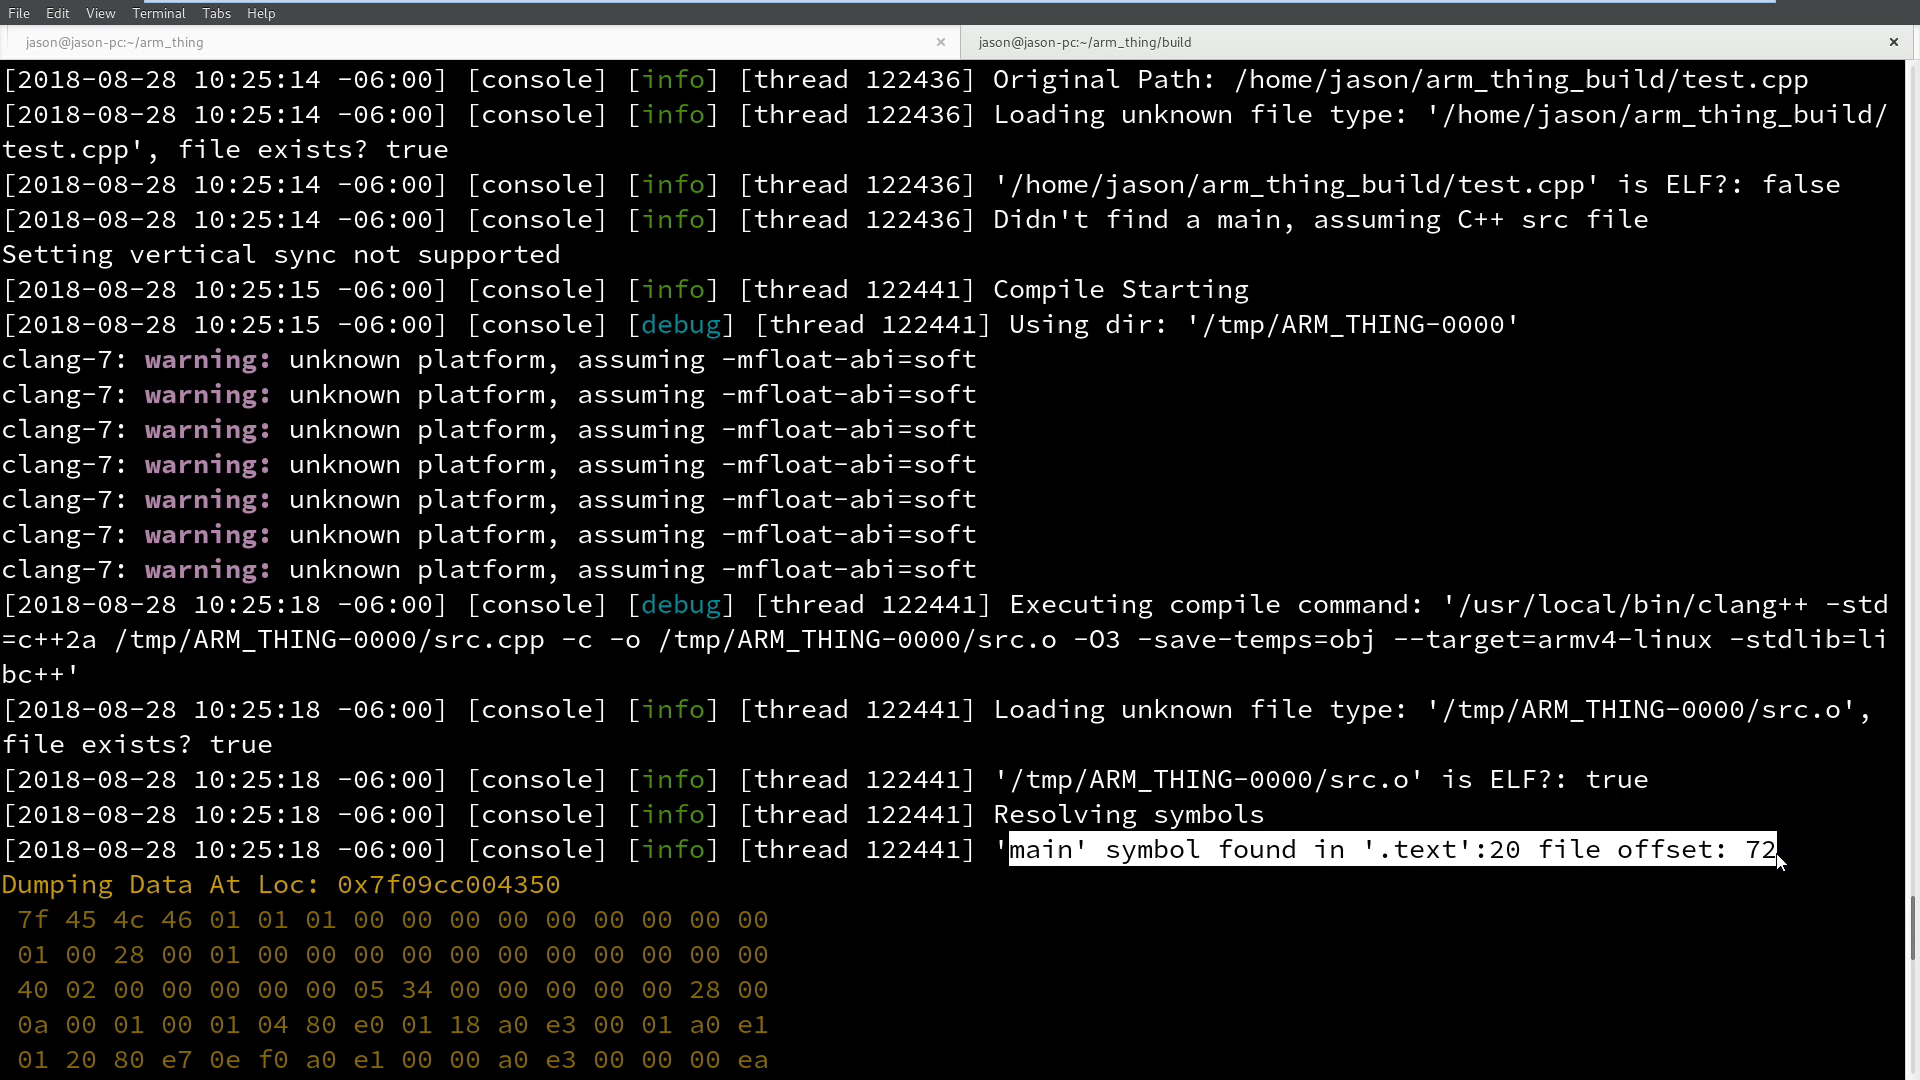 File Edit View Terminal Tabs Help
jason@jason-pc:~/arm_thing × jason@jason-pc:~/arm_thing/build ×
[2018-08-28 10:25:14 -06:00] [console] [info] [thread 122436] Original Path: /home/jason/arm_thing_build/test.cpp
[2018-08-28 10:25:14 -06:00] [console] [info] [thread 122436] Loading unknown file type: '/home/jason/arm_thing_build/
test.cpp', file exists? true
[2018-08-28 10:25:14 -06:00] [console] [info] [thread 122436] '/home/jason/arm_thing_build/test.cpp' is ELF?: false
[2018-08-28 10:25:14 -06:00] [console] [info] [thread 122436] Didn't find a main, assuming C++ src file
Setting vertical sync not supported
[2018-08-28 10:25:15 -06:00] [console] [info] [thread 122441] Compile Starting
[2018-08-28 10:25:15 -06:00] [console] [debug] [thread 122441] Using dir: '/tmp/ARM_THING-0000'
clang-7: warning: unknown platform, assuming -mfloat-abi=soft
clang-7: warning: unknown platform, assuming -mfloat-abi=soft
clang-7: warning: unknown platform, assuming -mfloat-abi=soft
clang-7: warning: unknown platform, assuming -mfloat-abi=soft
clang-7: warning: unknown platform, assuming -mfloat-abi=soft
clang-7: warning: unknown platform, assuming -mfloat-abi=soft
clang-7: warning: unknown platform, assuming -mfloat-abi=soft
[2018-08-28 10:25:18 -06:00] [console] [debug] [thread 122441] Executing compile command: '/usr/local/bin/clang++ -std
=c++2a /tmp/ARM_THING-0000/src.cpp -c -o /tmp/ARM_THING-0000/src.o -O3 -save-temps=obj --target=armv4-linux -stdlib=li
bc++'
[2018-08-28 10:25:18 -06:00] [console] [info] [thread 122441] Loading unknown file type: '/tmp/ARM_THING-0000/src.o',
file exists? true
[2018-08-28 10:25:18 -06:00] [console] [info] [thread 122441] '/tmp/ARM_THING-0000/src.o' is ELF?: true
[2018-08-28 10:25:18 -06:00] [console] [info] [thread 122441] Resolving symbols
[2018-08-28 10:25:18 -06:00] [console] [info] [thread 122441] 'main' symbol found in '.text':20 file offset: 72
Dumping Data At Loc: 0x7f09cc004350
7f 45 4c 46 01 01 01 00 00 00 00 00 00 00 00 00
01 00 28 00 01 00 00 00 00 00 00 00 00 00 00 00
40 02 00 00 00 00 00 05 34 00 00 00 00 00 28 00
0a 00 01 00 01 04 80 e0 01 18 a0 e3 00 01 a0 e1
01 20 80 e7 0e f0 a0 e1 00 00 a0 e3 00 00 00 ea